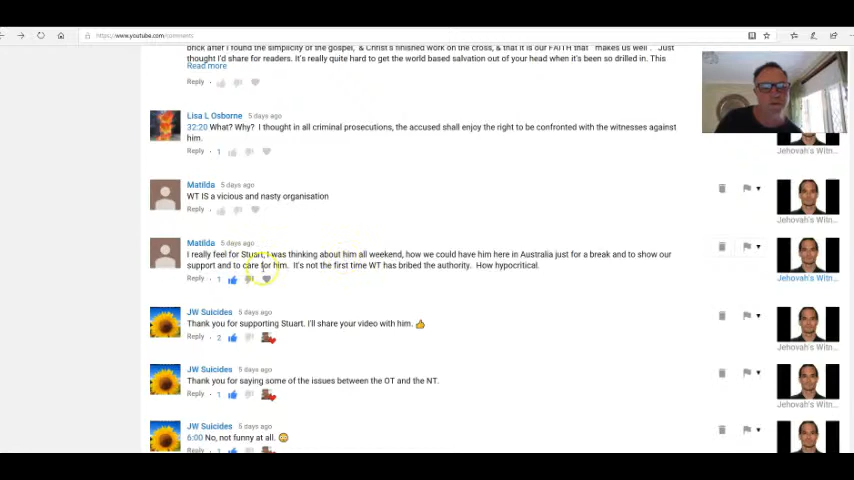 https://www.youtube.com/comments
brick after I found the simplicity of the gospel, & Christ's finished work on the cross, & that it is our FAITH that "makes us well". Just
thought I'd share for readers. It's really quite hard to get the world based salvation out of your head when it's been so drilled in. This
Read more
Reply
Lisa L Osborne 5 days ago
32:20 What? Why? I thought in all criminal prosecutions, the accused shall enjoy the right to be confronted with the witnesses against
him.
Reply 1
Jehovah's Witn...
Matilda 5 days ago
WT IS a vicious and nasty organisation
Reply
Jehovah's Witn...
Matilda 5 days ago
I really feel for Stuart, I was thinking about him all weekend, how we could have him here in Australia just for a break and to show our
support and to care for him. It's not the first time WT has bribed the authority. How hypocritical.
Reply 1
Jehovah's Witn...
JW Suicides 5 days ago
Thank you for supporting Stuart. I'll share your video with him.
Reply 2
Jehovah's Witn...
JW Suicides 5 days ago
Thank you for saying some of the issues between the OT and the NT.
Reply 1
Jehovah's Witn...
JW Suicides 5 days ago
6:00 No, not funny at all.
Reply 1